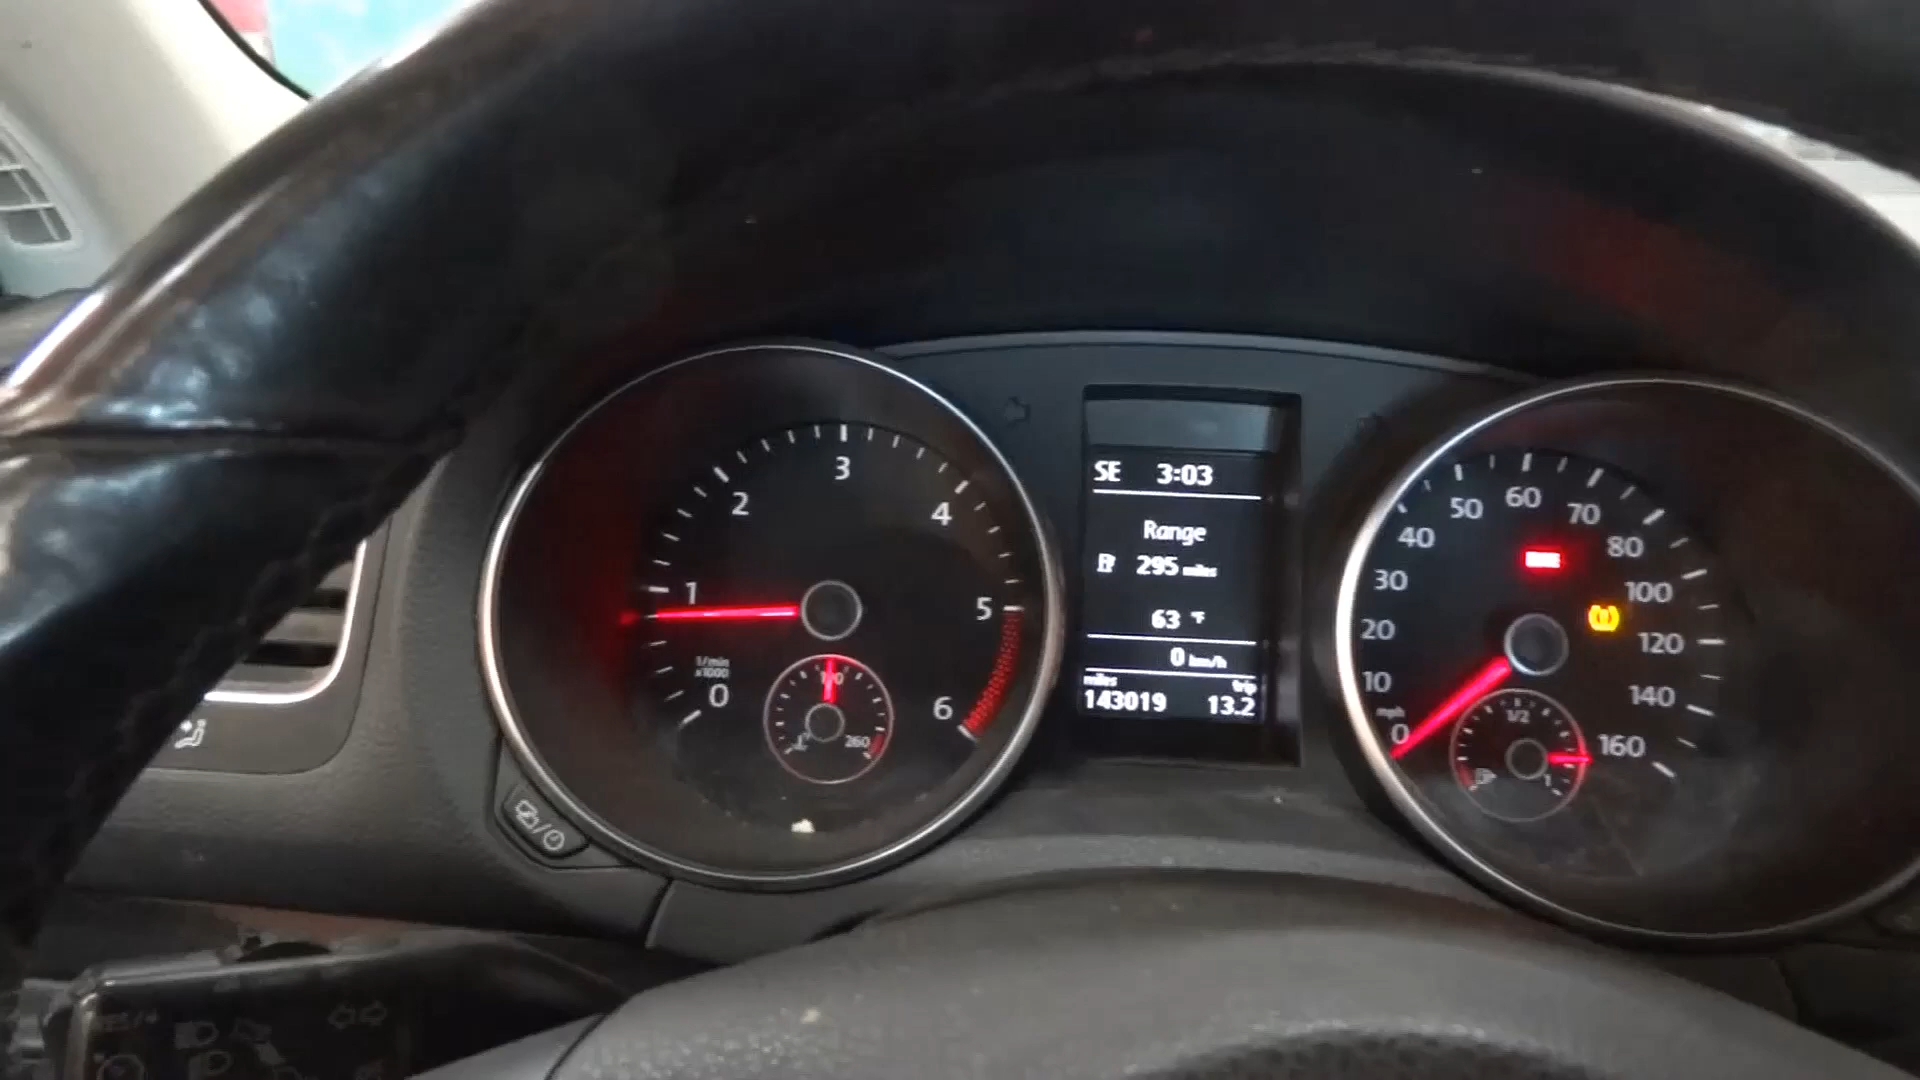 SE 3:03
Range
295 miles
63 °F
0 km/h
miles trip
143019 13.2
0
1
2
3
4
5
6
1/min
x1000
260
0
10
20
30
40
50
60
70
80
100
120
140
160
mph
1/2
1
RES/+